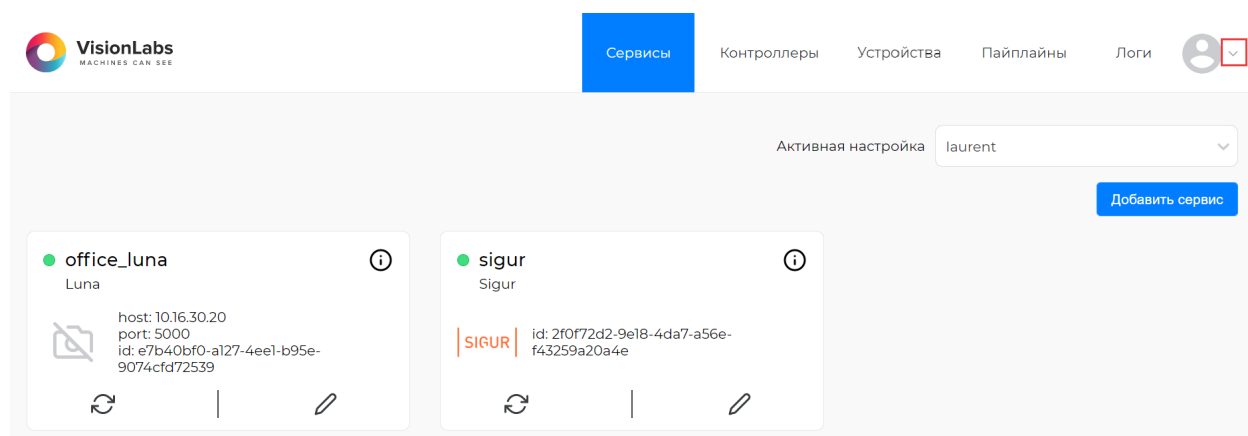 VisionLabs
MACHINES CAN SEE
Сервисы Контроллеры Устройства Пайплайны Логи
Активная настройка laurent
Добавить сервис
office_luna
Luna
host: 10.16.30.20
port: 5000
id: e7b40bf0-a127-4ee1-b95e-
9074cfd72539
sigur
Sigur
SIGUR
id: 2f0f72d2-9e18-4da7-a56e-
f43259a20a4e